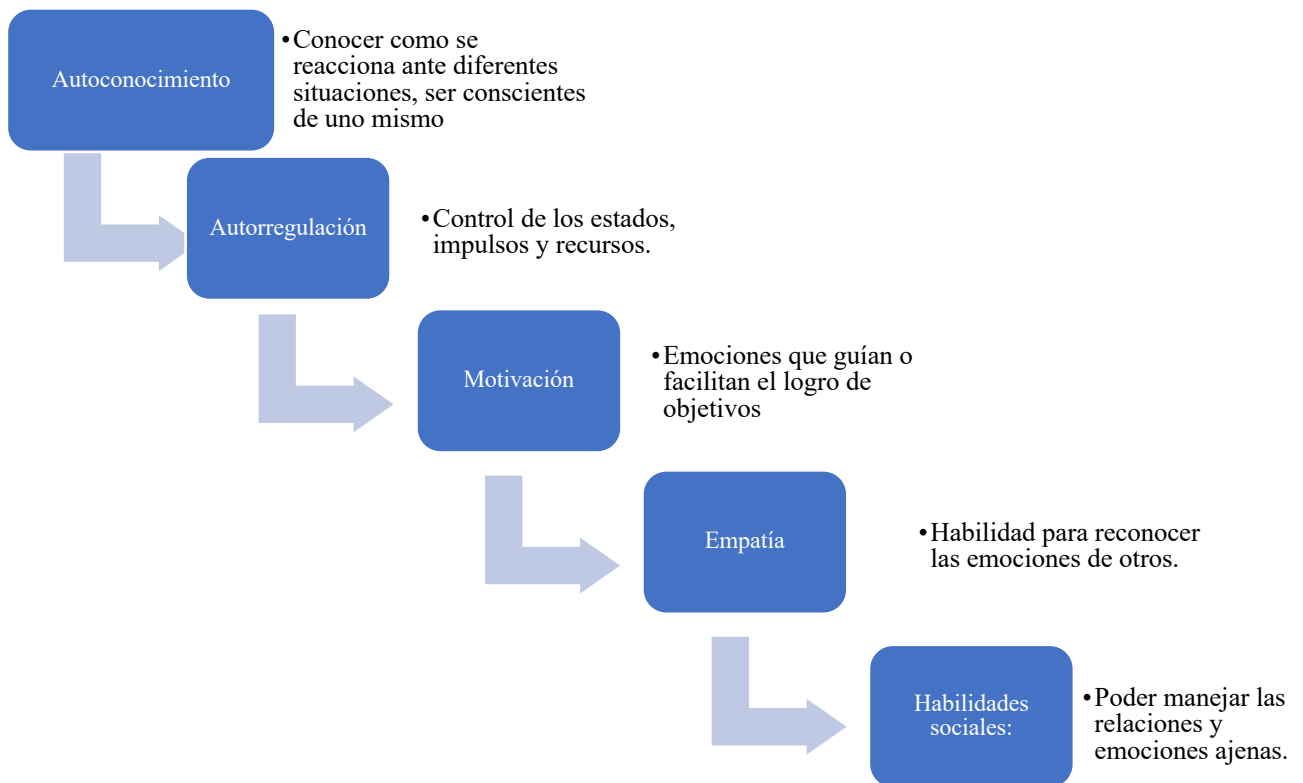 Autoconocimiento
•Conocer como se
reacciona ante diferentes
situaciones, ser conscientes
de uno mismo
Autorregulación
•Control de los estados,
impulsos y recursos.
Motivación
•Emociones que guían o
facilitan el logro de
objetivos
Empatía
•Habilidad para reconocer
las emociones de otros.
Habilidades
sociales:
•Poder manejar las
relaciones y
emociones ajenas.